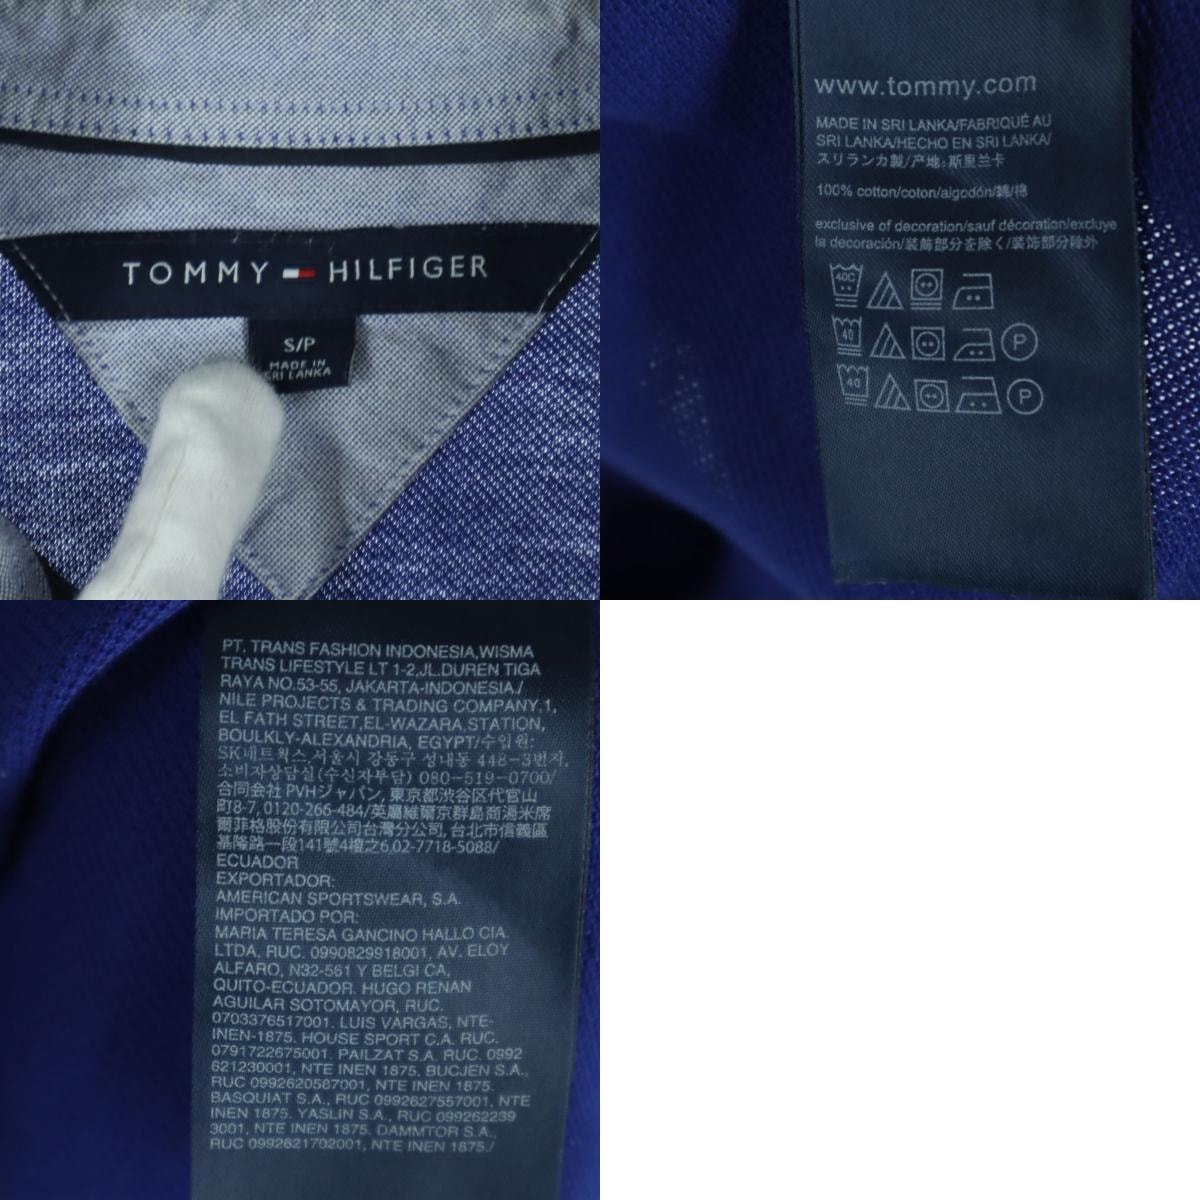 TOMMY HILFIGER
S/P
MADE IN
SRI LANKA
www.tommy.com
MADE IN SRI LANKA/FABRIQUÉ AU
SRI LANKA/HECHO EN SRI LANKA/
スリランカ製/产地:斯里兰卡
100% cotton/coton/algodón/綿/棉
exclusive of decoration/sauf décoration/excluye
la decoración/装飾部分を除く/装饰部分除外
40C
40 P
40 P
PT. TRANS FASHION INDONESIA,WISMA
TRANS LIFESTYLE LT 1-2,JL.DUREN TIGA
RAYA NO.53-55, JAKARTA-INDONESIA./
NILE PROJECTS & TRADING COMPANY,1,
EL FATH STREET,EL-WAZARA,STATION,
BOULKLY-ALEXANDRIA, EGYPT/수입원:
SK네트웍스,서울시 강동구 성내동 448-3번지,
소비자상담실(수신자부담) 080-519-0700/
合同会社 PVHジャパン, 東京都渋谷区代官山
町8-7, 0120-266-484/英屬維爾京群島商湯米席
爾菲格股份有限公司台灣分公司, 台北市信義區
基隆路一段141號4樓之6,02-7718-5088/
ECUADOR
EXPORTADOR:
AMERICAN SPORTSWEAR, S.A.
IMPORTADO POR:
MARIA TERESA GANCINO HALLO CIA.
LTDA. RUC. 0990829918001, AV. ELOY
ALFARO, N32-561 Y BELGI CA,
QUITO-ECUADOR. HUGO RENAN
AGUILAR SOTOMAYOR, RUC.
0703376517001. LUIS VARGAS, NTE-
INEN-1875. HOUSE SPORT C.A. RUC.
0791722675001. PAILZAT S.A. RUC. 0992
621230001, NTE INEN 1875. BUCJEN S.A.,
RUC 0992620587001, NTE INEN 1875.
BASQUIAT S.A., RUC 0992627557001, NTE
INEN 1875. YASLIN S.A., RUC 099262239
3001, NTE INEN 1875. DAMMTOR S.A.,
RUC 0992621702001, NTE INEN 1875./